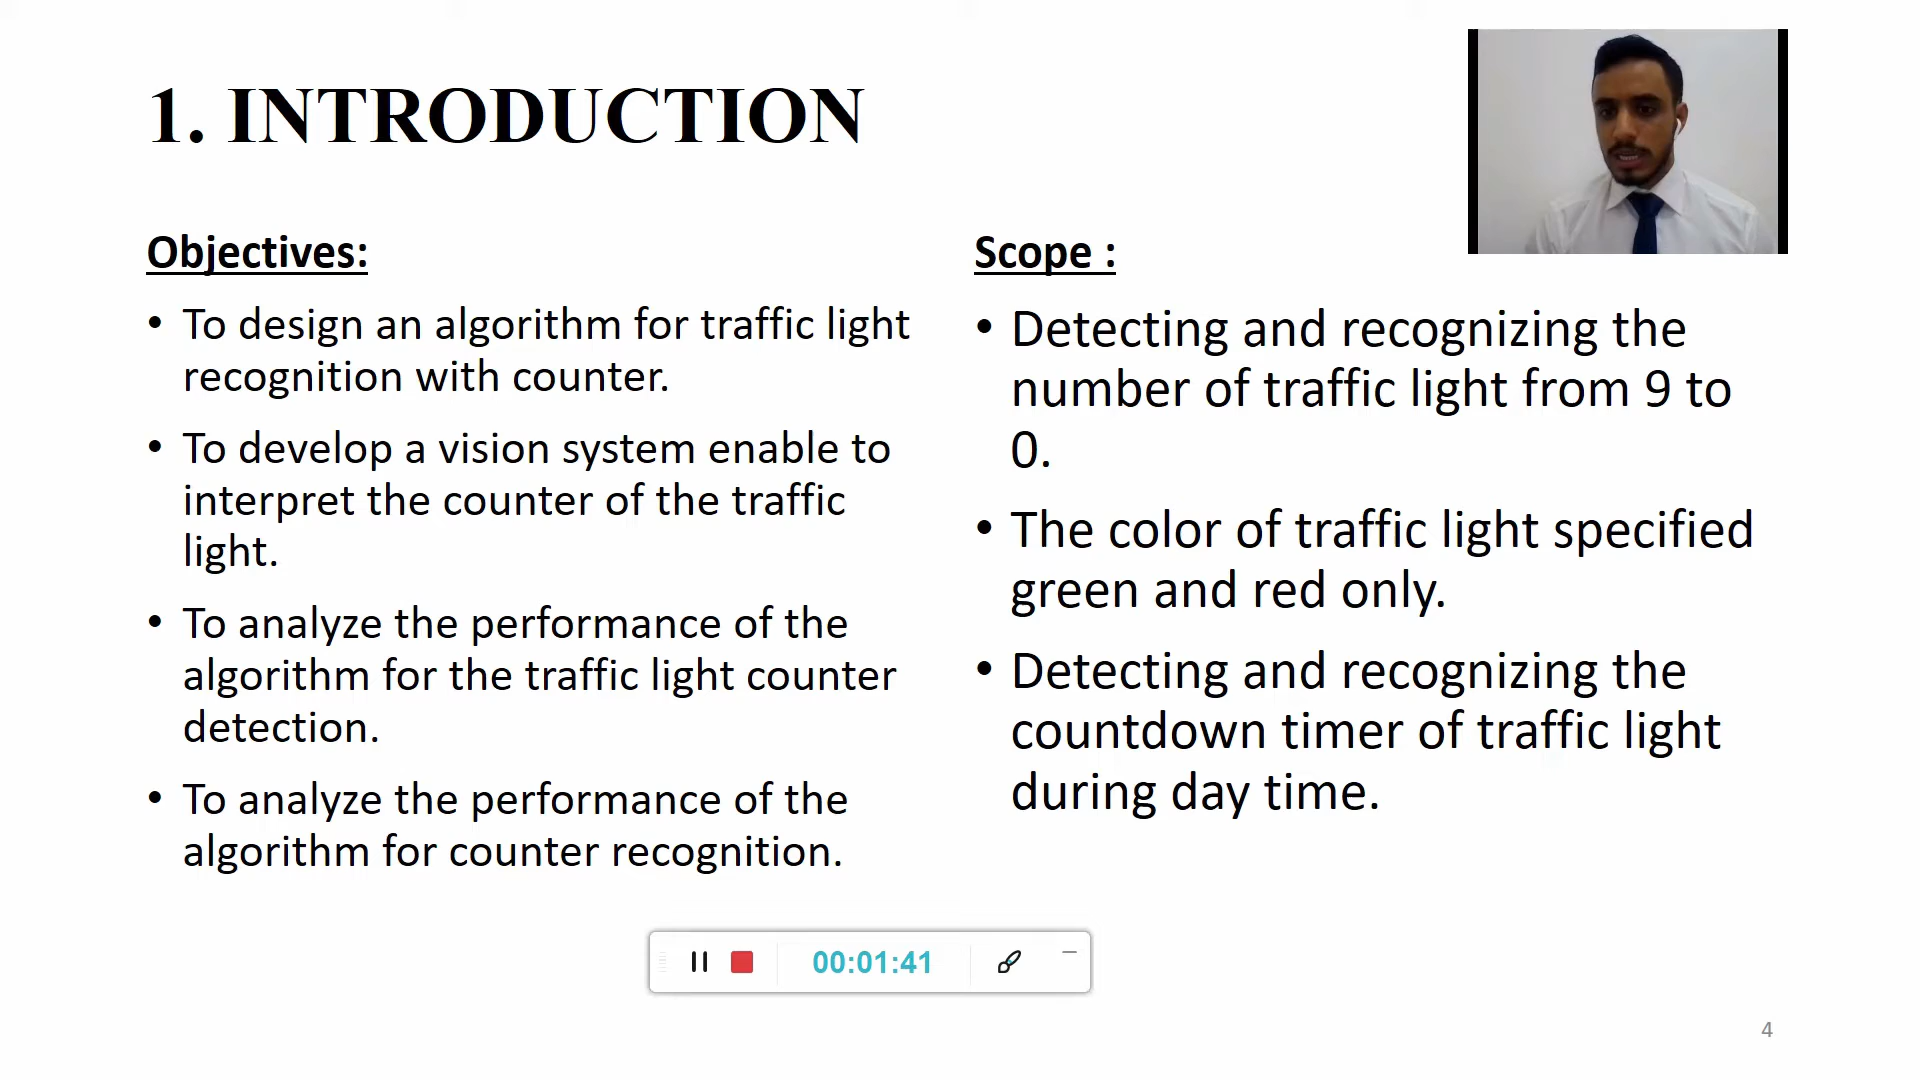 1. INTRODUCTION
Objectives:
• To design an algorithm for traffic light
recognition with counter.
• To develop a vision system enable to
interpret the counter of the traffic
light.
• To analyze the performance of the
algorithm for the traffic light counter
detection.
• To analyze the performance of the
algorithm for counter recognition.
Scope :
• Detecting and recognizing the
number of traffic light from 9 to
0.
• The color of traffic light specified
green and red only.
• Detecting and recognizing the
countdown timer of traffic light
during day time.
00:01:41
4